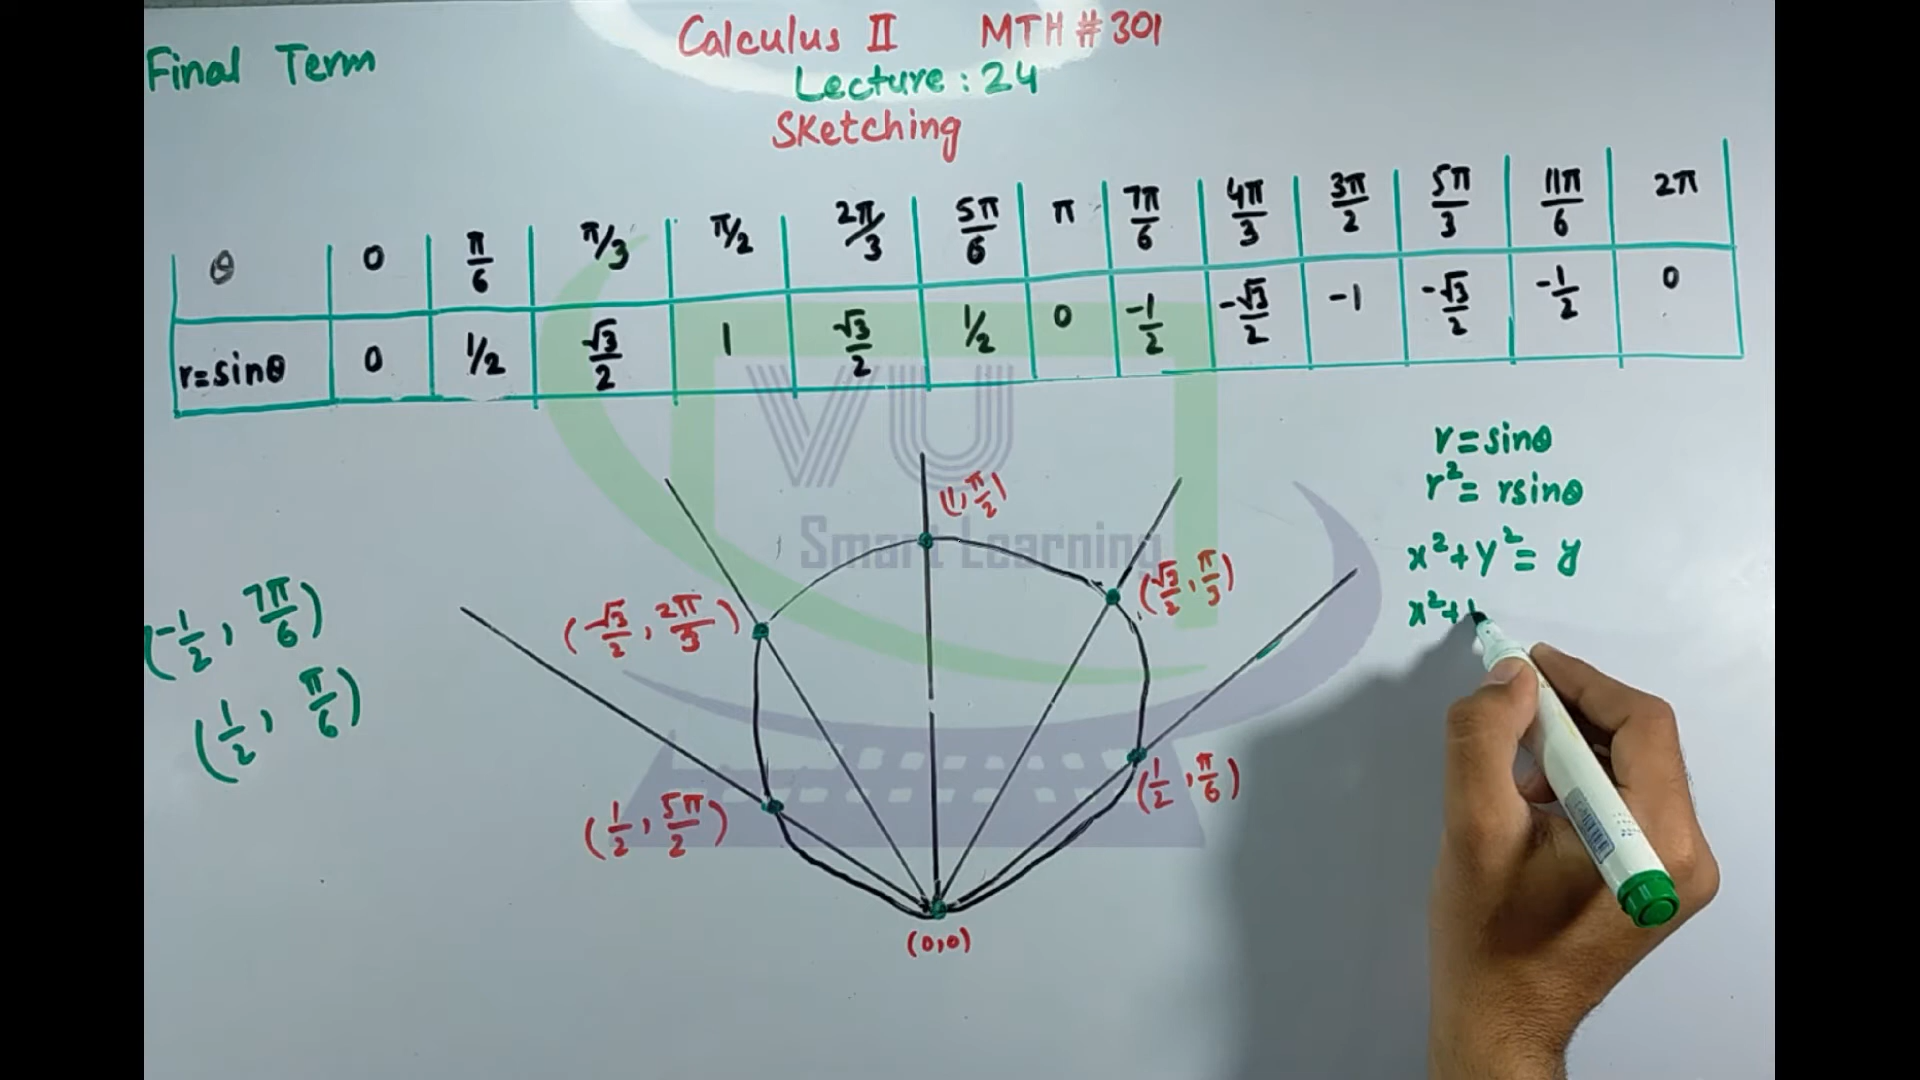 Final Term
Calculus II MTH # 301
Lecture : 24
Sketching
θ 0 π/6 π/3 π/2 2π/3 5π/6 π 7π/6 4π/3 3π/2 5π/3 11π/6 2π
r=sinθ 0 1/2 √3/2 1 √3/2 1/2 0 -1/2 -√3/2 -1 -√3/2 -1/2 0
VU
Smart Learning
r=sinθ
r²= rsinθ
x²+y²= y
x²+
(1, π/2)
(√3/2, π/3)
(-√3/2, 2π/3)
(1/2, π/6)
(1/2, 5π/2)
(0,0)
(-1/2, 7π/6)
(1/2, π/6)